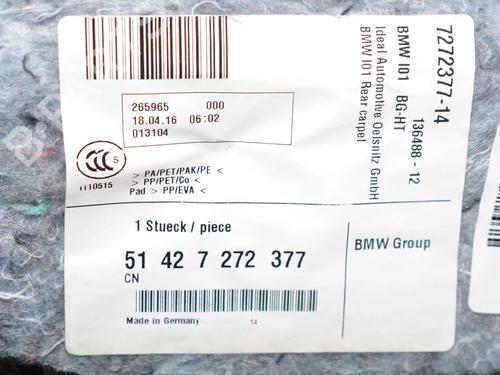 265965 000
18.04.16 06:02
013104
CCC S
1110515
> PA/PET/PAK/PE <
> PP/PET/Co <
Pad > PP/EVA <
1 Stueck / piece
51 42 7 272 377
CN
Made in Germany 14
BMW Group
7272377-14
136488 - 12
BMW I01 BG-HT
Ideal Automotive Oelsnitz GmbH
BMW I01 Rear carpet